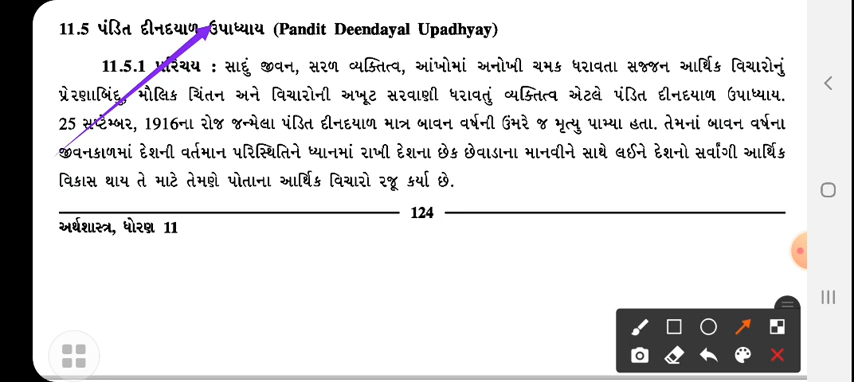 11.5 પંડિત દીનદયાળ ઉપાધ્યાય (Pandit Deendayal Upadhyay)
11.5.1 પરિચય : સાદું જીવન, સરળ વ્યક્તિત્વ, આંખોમાં અનોખી ચમક ધરાવતા સજ્જન આર્થિક વિચારોનું
પ્રેરણાબિંદુ, મૌલિક ચિંતન અને વિચારોની અખૂટ સરવાણી ધરાવતું વ્યક્તિત્વ એટલે પંડિત દીનદયાળ ઉપાધ્યાય.
25 સપ્ટેમ્બર, 1916ના રોજ જન્મેલા પંડિત દીનદયાળ માત્ર બાવન વર્ષની ઉંમરે જ મૃત્યુ પામ્યા હતા. તેમનાં બાવન વર્ષના
જીવનકાળમાં દેશની વર્તમાન પરિસ્થિતિને ધ્યાનમાં રાખી દેશના છેક છેવાડાના માનવીને સાથે લઈને દેશનો સર્વાંગી આર્થિક
વિકાસ થાય તે માટે તેમણે પોતાના આર્થિક વિચારો રજૂ કર્યા છે.
124
અર્થશાસ્ત્ર, ધોરણ 11